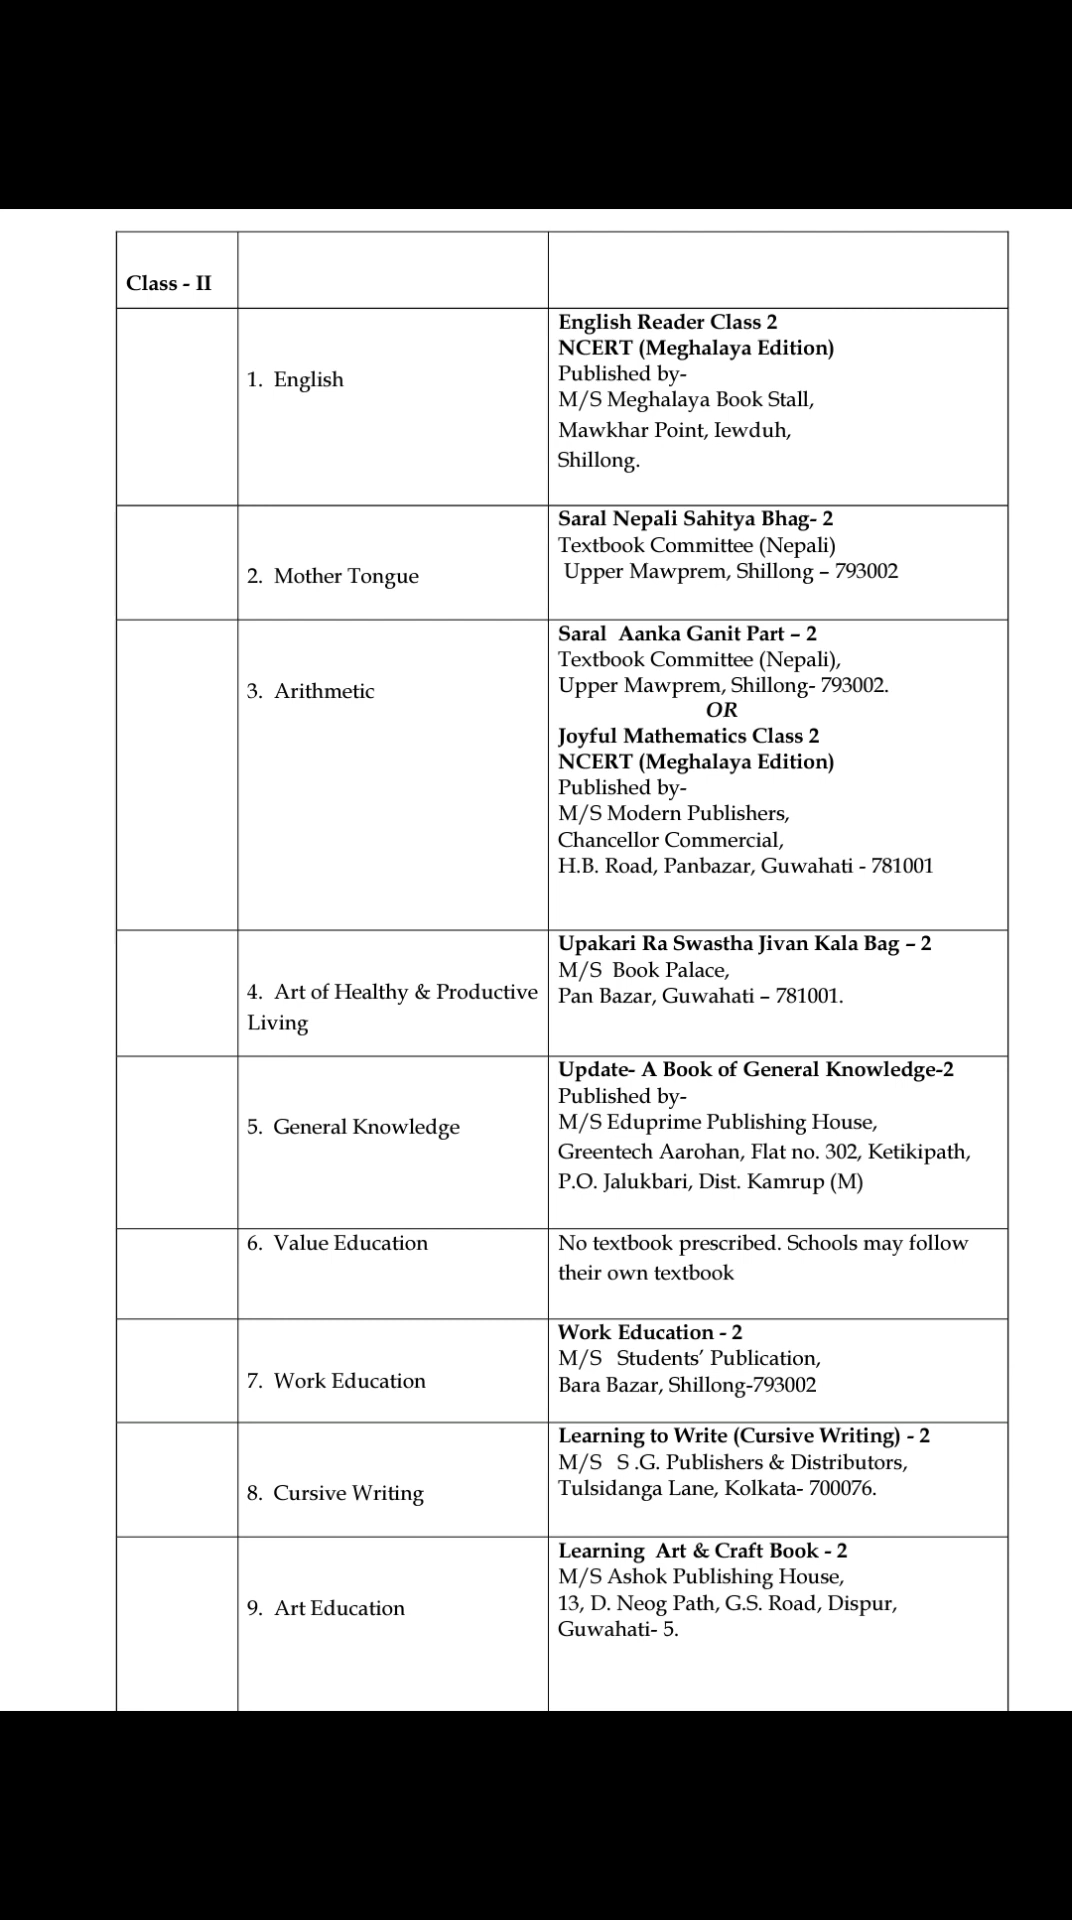 Class - II
1. English
English Reader Class 2
NCERT (Meghalaya Edition)
Published by-
M/S Meghalaya Book Stall,
Mawkhar Point, Iewduh,
Shillong.
2. Mother Tongue
Saral Nepali Sahitya Bhag- 2
Textbook Committee (Nepali)
Upper Mawprem, Shillong – 793002
3. Arithmetic
Saral Aanka Ganit Part – 2
Textbook Committee (Nepali),
Upper Mawprem, Shillong- 793002.
OR
Joyful Mathematics Class 2
NCERT (Meghalaya Edition)
Published by-
M/S Modern Publishers,
Chancellor Commercial,
H.B. Road, Panbazar, Guwahati - 781001
4. Art of Healthy & Productive
Living
Upakari Ra Swastha Jivan Kala Bag – 2
M/S Book Palace,
Pan Bazar, Guwahati – 781001.
5. General Knowledge
Update- A Book of General Knowledge-2
Published by-
M/S Eduprime Publishing House,
Greentech Aarohan, Flat no. 302, Ketikipath,
P.O. Jalukbari, Dist. Kamrup (M)
6. Value Education
No textbook prescribed. Schools may follow
their own textbook
7. Work Education
Work Education - 2
M/S Students’ Publication,
Bara Bazar, Shillong-793002
8. Cursive Writing
Learning to Write (Cursive Writing) - 2
M/S S .G. Publishers & Distributors,
Tulsidanga Lane, Kolkata- 700076.
9. Art Education
Learning Art & Craft Book - 2
M/S Ashok Publishing House,
13, D. Neog Path, G.S. Road, Dispur,
Guwahati- 5.